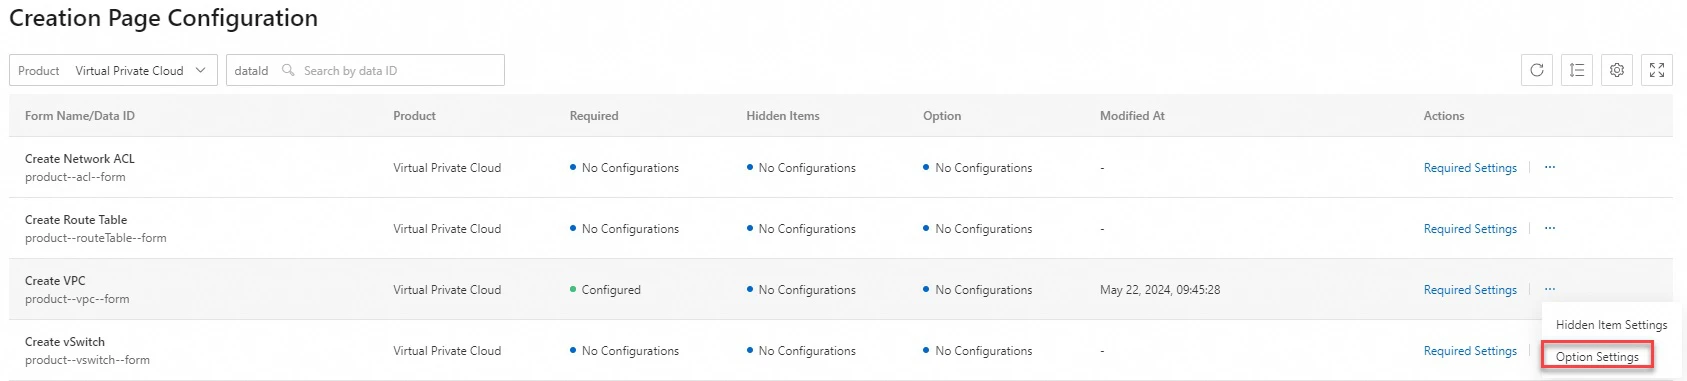 Creation Page Configuration
Product Virtual Private Cloud dataId Search by data ID
Form Name/Data ID Product Required Hidden Items Option Modified At Actions
Create Network ACL
product--acl--form Virtual Private Cloud No Configurations No Configurations No Configurations - Required Settings ...
Create Route Table
product--routeTable--form Virtual Private Cloud No Configurations No Configurations No Configurations - Required Settings ...
Create VPC
product--vpc--form Virtual Private Cloud Configured No Configurations No Configurations May 22, 2024, 09:45:28 Required Settings ...
Hidden Item Settings
Create vSwitch
product--vswitch--form Virtual Private Cloud No Configurations No Configurations No Configurations - Required Settings
Option Settings